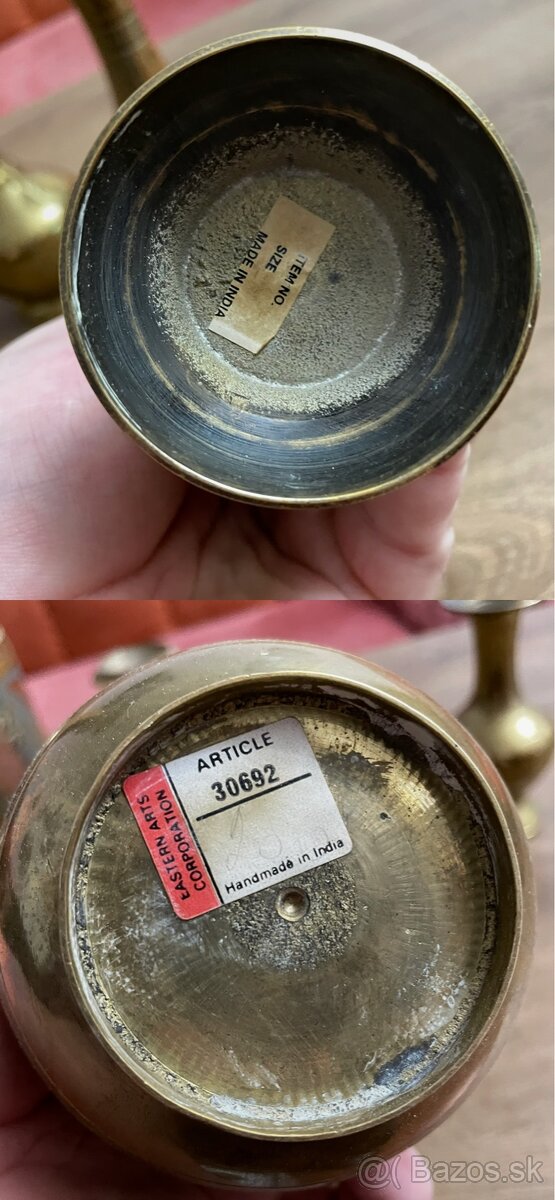 ITEM NO.
SIZE
MADE IN INDIA
ARTICLE
30692
EASTERN ARTS
CORPORATION
Handmade in India
Bazos.sk